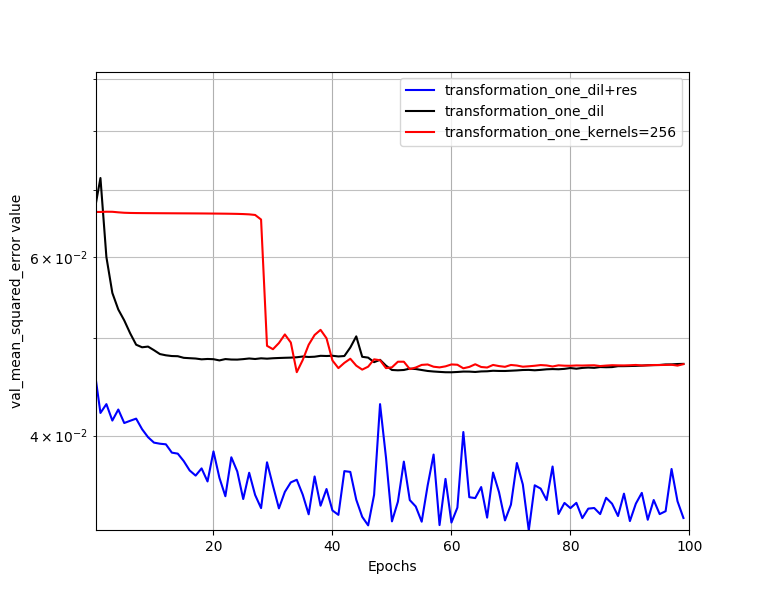 transformation_one_dil+res
transformation_one_dil
transformation_one_kernels=256
val_mean_squared_error value
6 × 10⁻²
4 × 10⁻²
20 40 60 80 100
Epochs